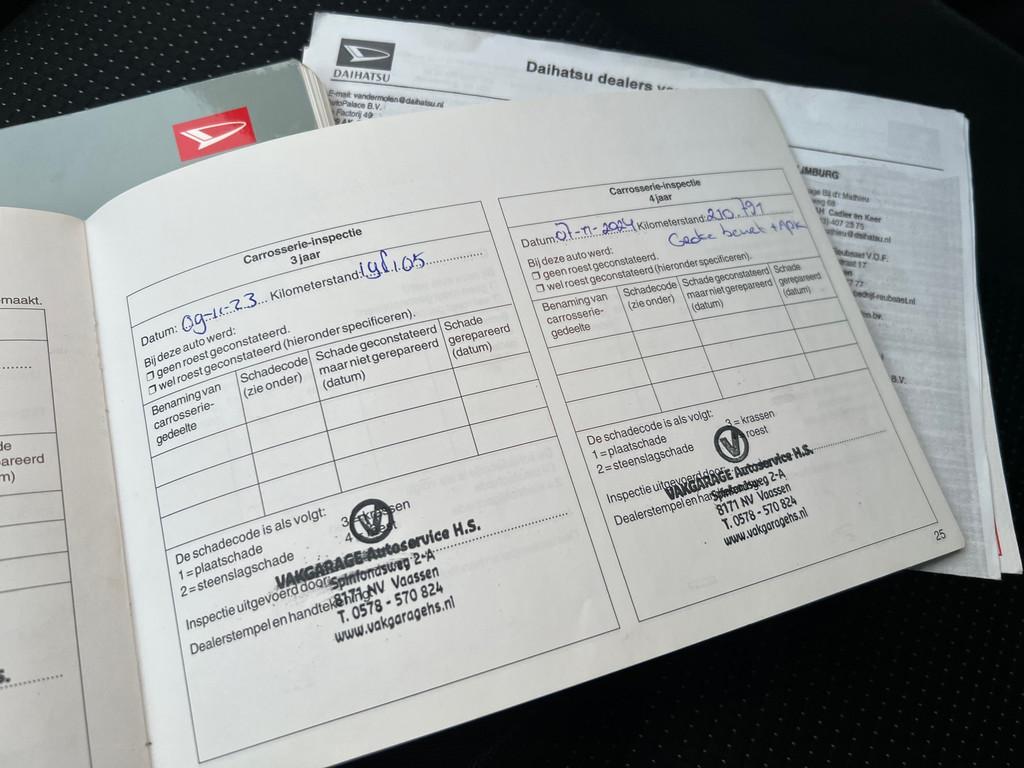 DAIHATSU
Daihatsu dealers
E-mail: vandermolen@daihatsu.nl
AutoPalace B.V.
Factorij 49
Carrosserie-inspectie
3 jaar
Datum: 09-11-23 Kilometerstand:
Bij deze auto werd:
geen roest geconstateerd.
wel roest geconstateerd (hieronder specificeren).
Benaming van carrosserie-gedeelte
Schadecode (zie onder)
Schade geconstateerd maar niet gerepareerd (datum)
Schade gerepareerd (datum)
De schadecode is als volgt:
1 = plaatschade
2 = steenslagschade
3 = krassen
Inspectie uitgevoerd door
Dealerstempel en handtekening
VAKGARAGE Autoservice H.S.
Spinfondsweg 2-A
8171 NV Vaassen
T. 0578 - 570 824
www.vakgaragehs.nl
Carrosserie-inspectie
4 jaar
Datum: 07-11-2024 Kilometerstand: 210.791
Bij deze auto werd:
geen roest geconstateerd.
wel roest geconstateerd (hieronder specificeren).
Benaming van carrosserie-gedeelte
Schadecode (zie onder)
Schade geconstateerd maar niet gerepareerd (datum)
Schade gerepareerd (datum)
De schadecode is als volgt:
1 = plaatschade
2 = steenslagschade
3 = krassen
roest
Inspectie uitgevoerd door
VAKGARAGE Autoservice H.S.
Spinfondsweg 2-A
8171 NV Vaassen
T. 0578 - 570 824
www.vakgaragehs.nl
25
maakt.
Cadier en Keer